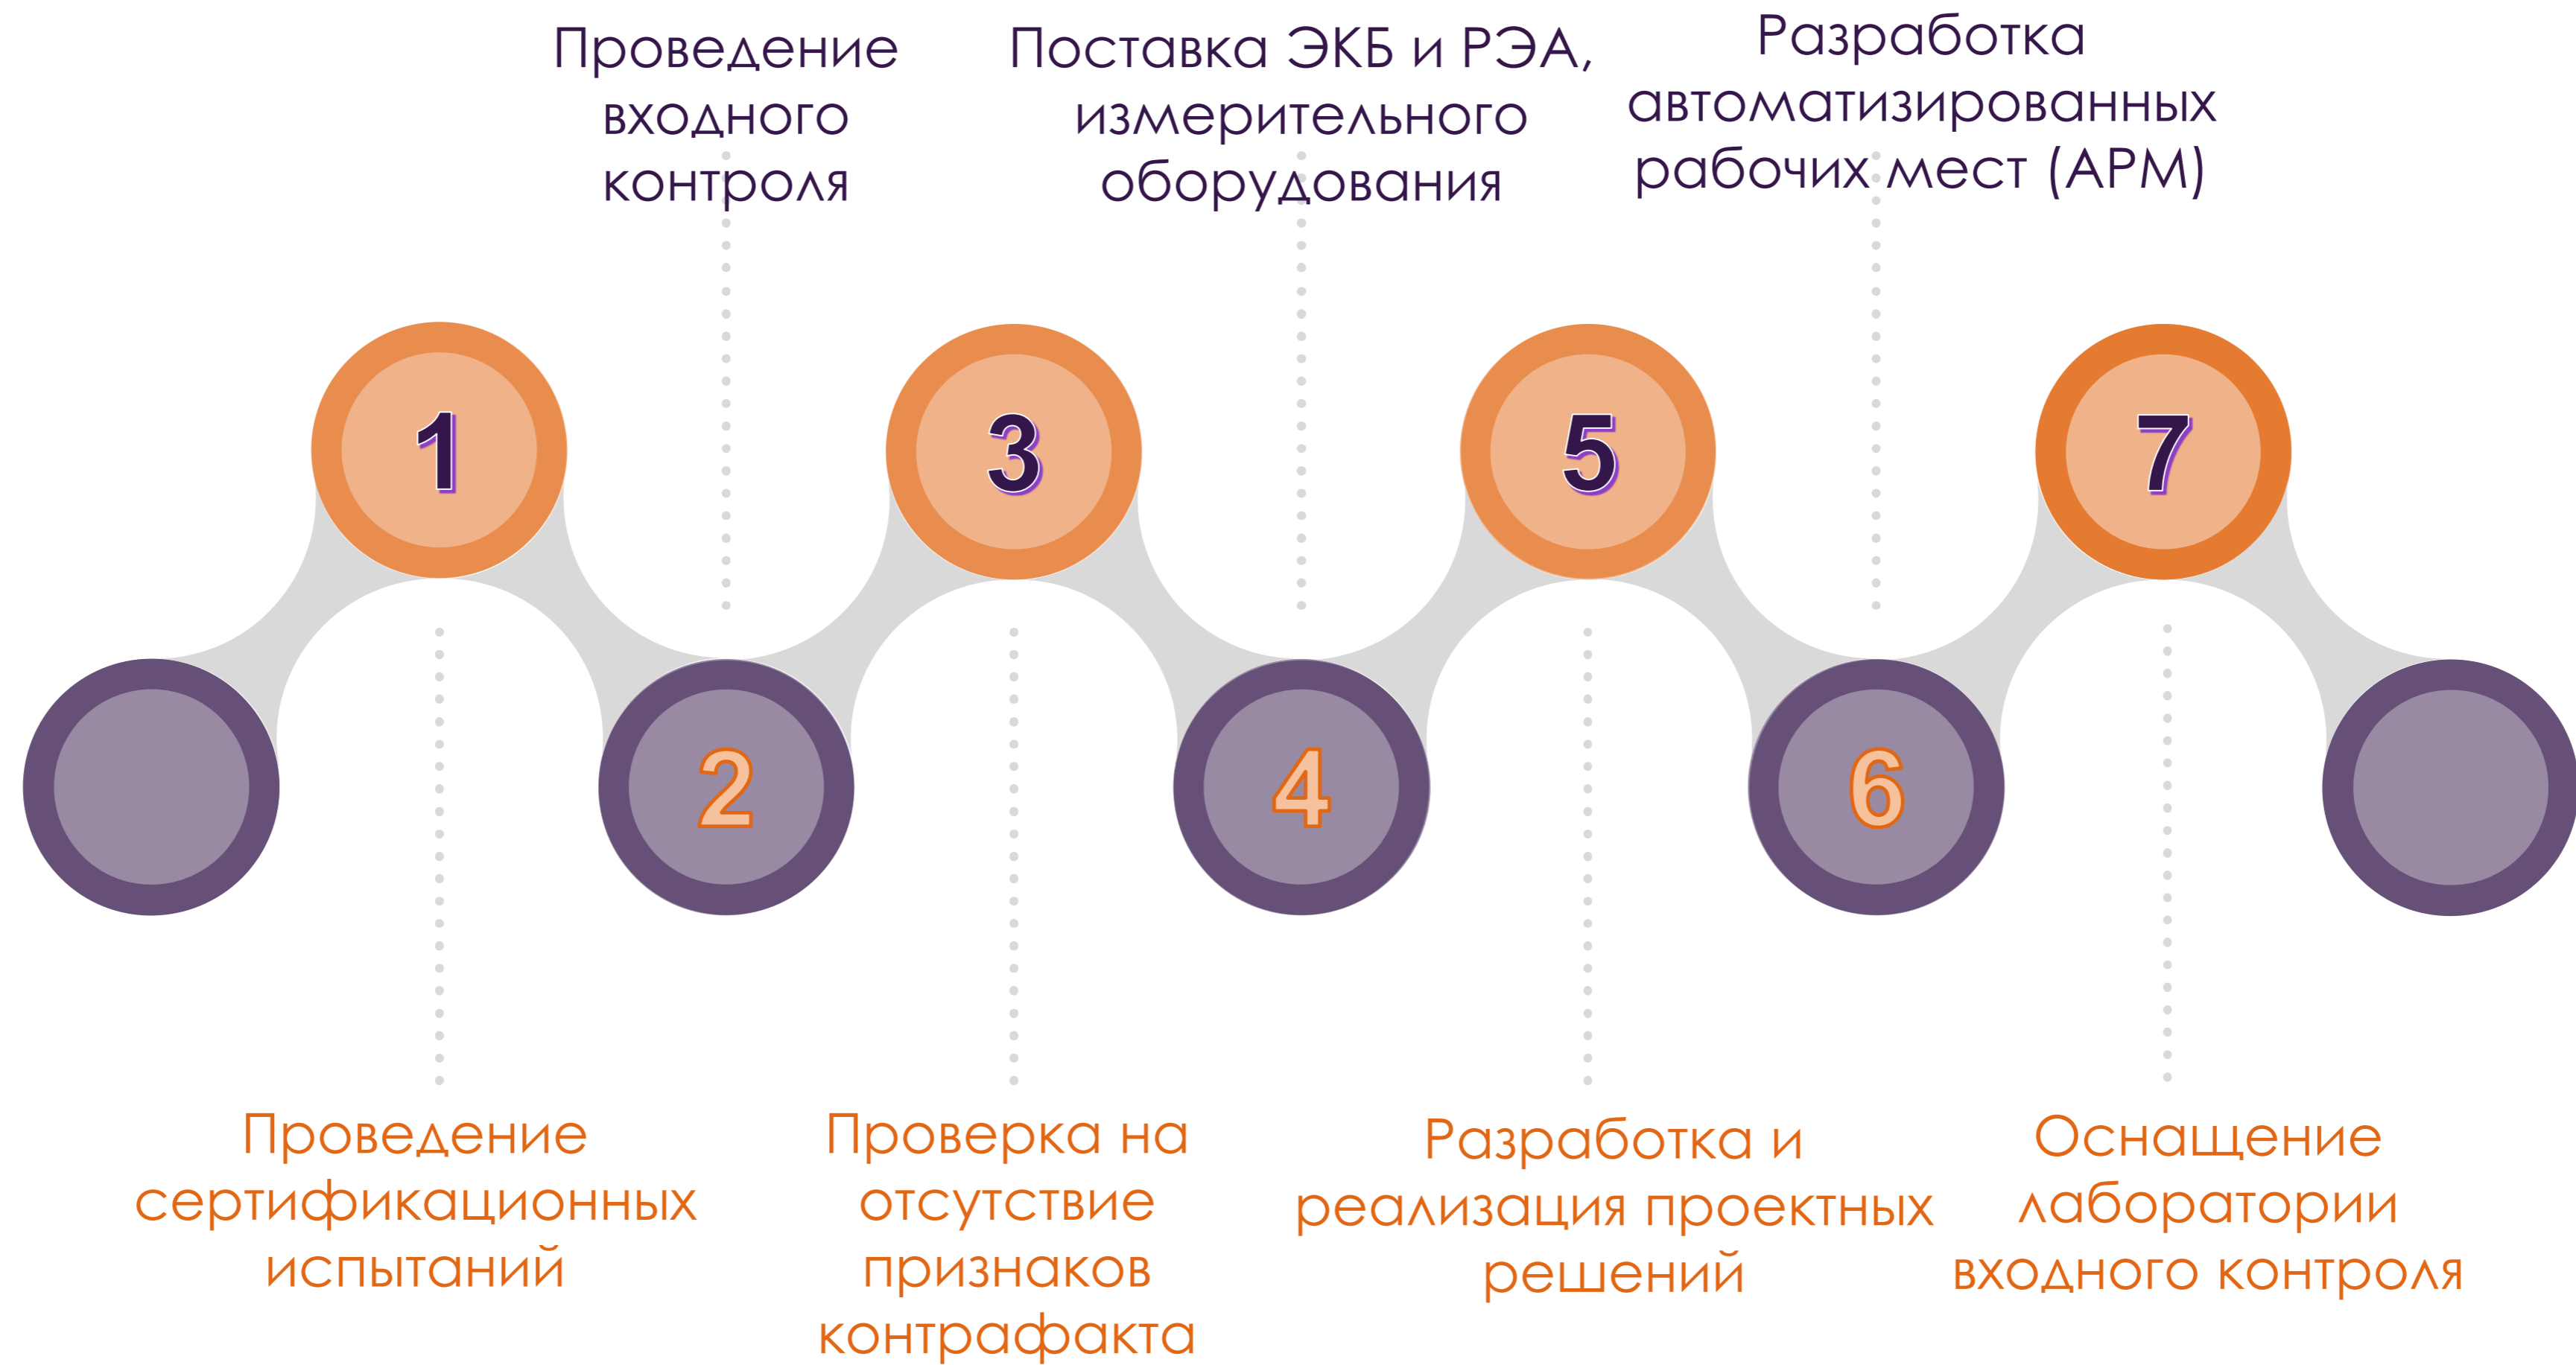 Проведение
входного
контроля
Поставка ЭКБ и РЭА,
измерительного
оборудования
Разработка
автоматизированных
рабочих мест (АРМ)
1
3
5
7
2
4
6
Проведение
сертификационных
испытаний
Проверка на
отсутствие
признаков
контрафакта
Разработка и
реализация проектных
решений
Оснащение
лаборатории
входного контроля